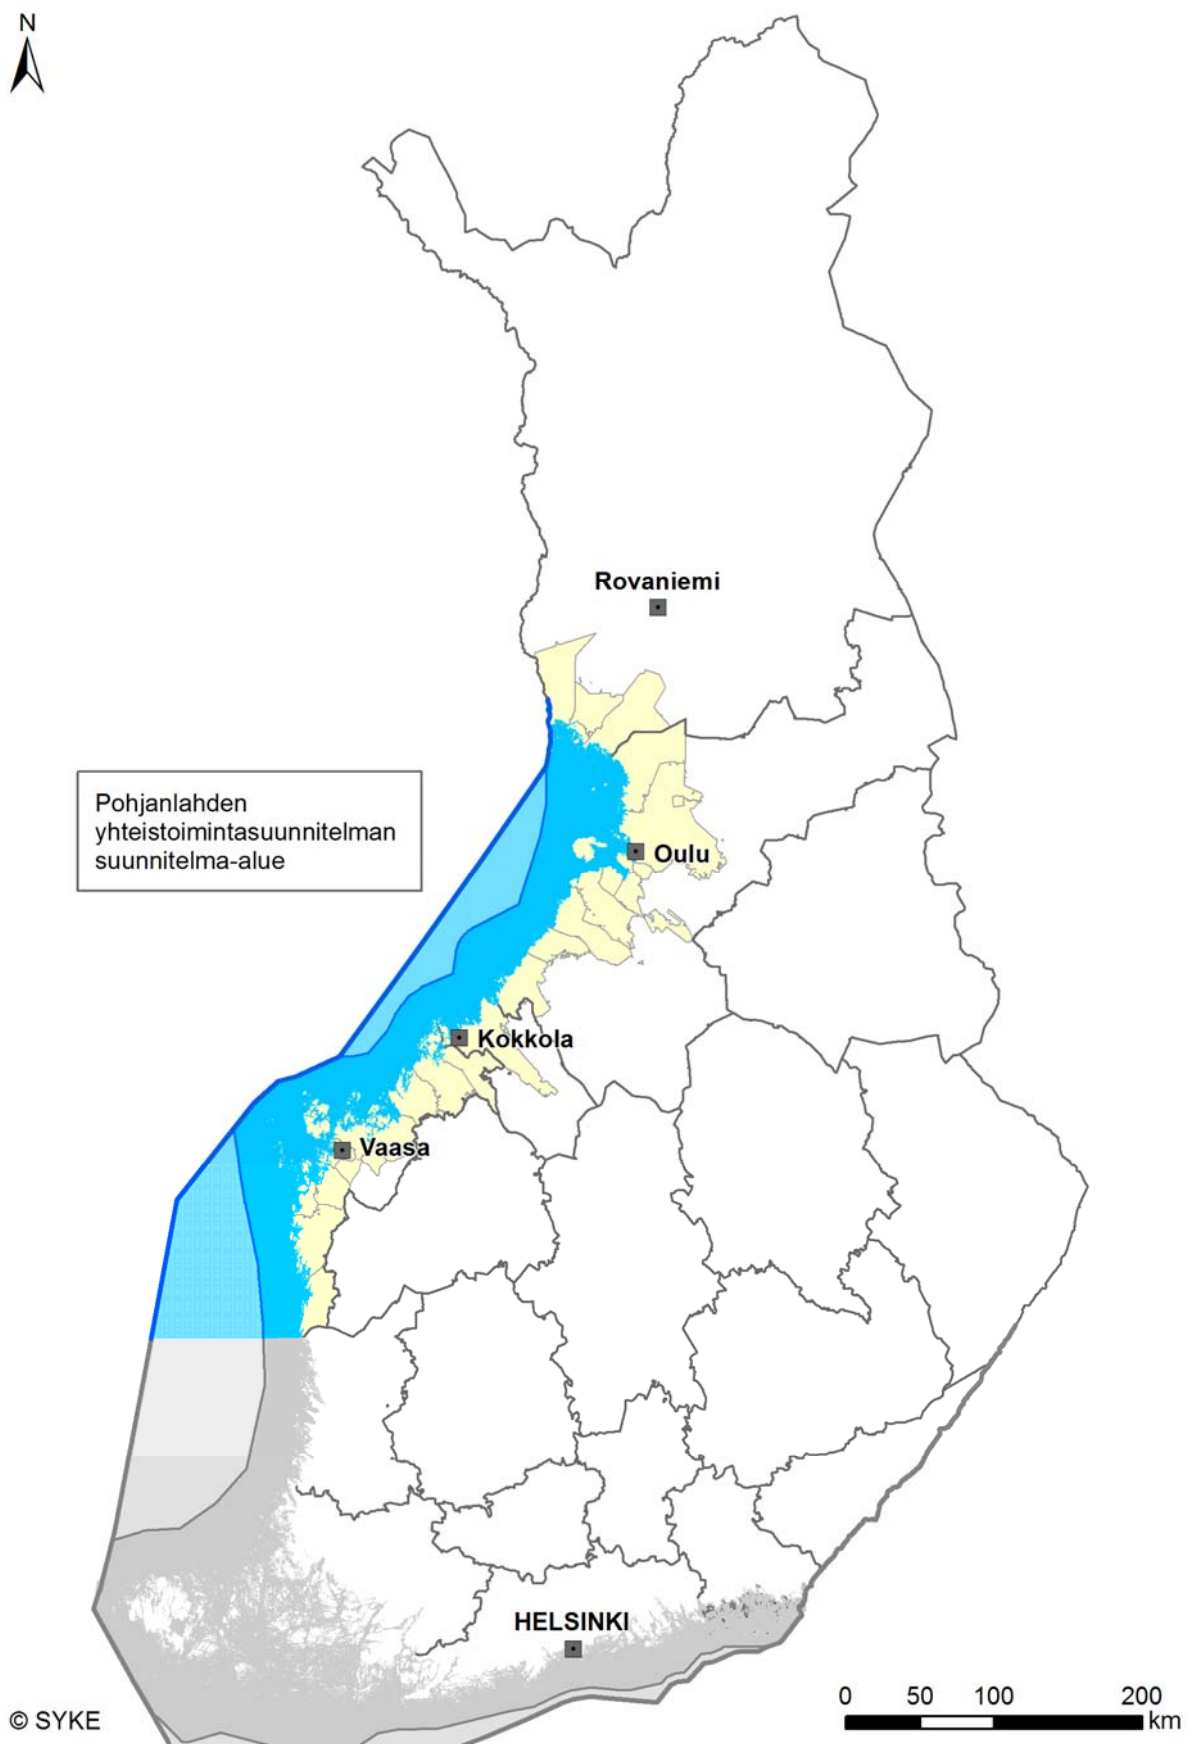 N
Rovaniemi
Pohjanlahden
yhteistoimintasuunnitelman
suunnitelma-alue
Oulu
Kokkola
Vaasa
HELSINKI
0 50 100 200
km
© SYKE